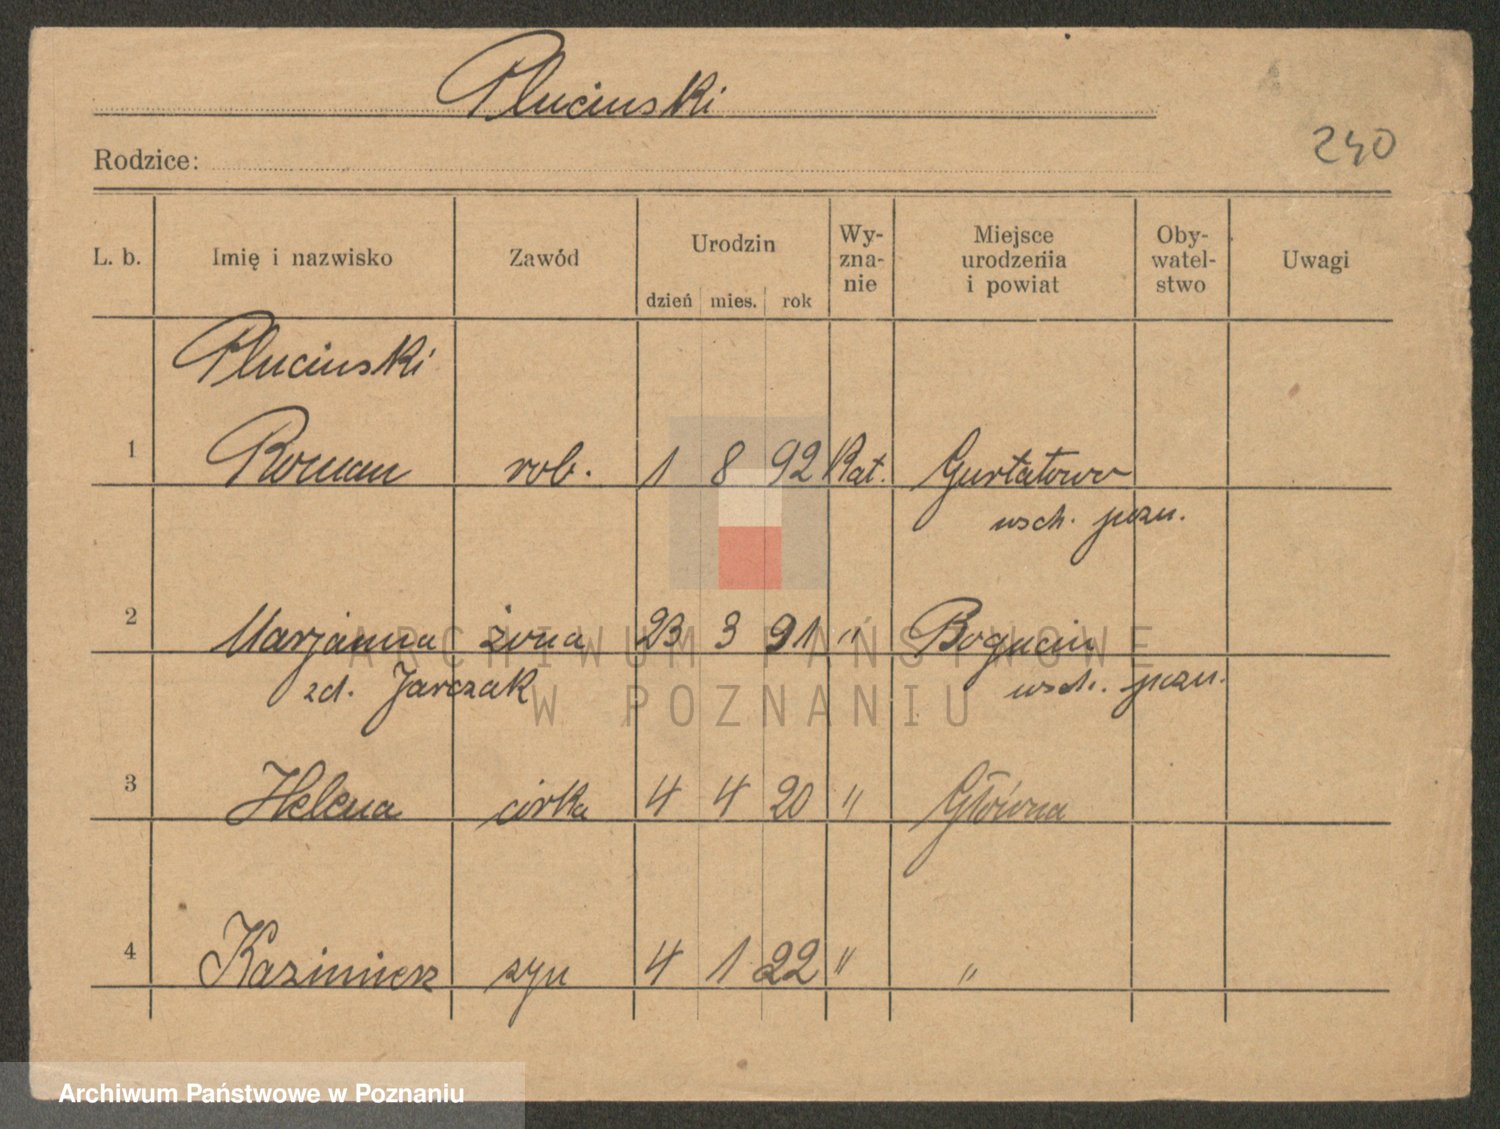 Pluciński
240
Rodzice:
L. b. Imię i nazwisko Zawód Urodzin dzień mies. rok Wy-zna-nie Miejsce urodzenia i powiat Oby-watel-stwo Uwagi
Pluciński
1 Roman rob. 1 8 92 Kat. Gurtatowo
wsch. pozn.
2 Marjanna żona 23 3 91 " Bogucin
zd. Jarczak wsch. pozn.
3 Helena córka 4 4 20 " Główna
4 Kazimierz syn 4 1 22 " "
ARCHIWUM PAŃSTWOWE
W POZNANIU
Archiwum Państwowe w Poznaniu